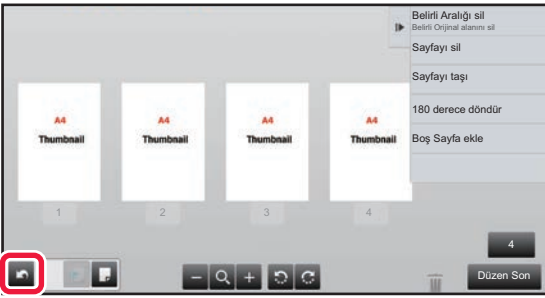 Belirli Aralığı sil
Belirli Orijinal alanını sil
Sayfayı sil
Sayfayı taşı
180 derece döndür
Boş Sayfa ekle
A4
Thumbnail
A4
Thumbnail
A4
Thumbnail
A4
Thumbnail
1
2
3
4
4
Düzen Son